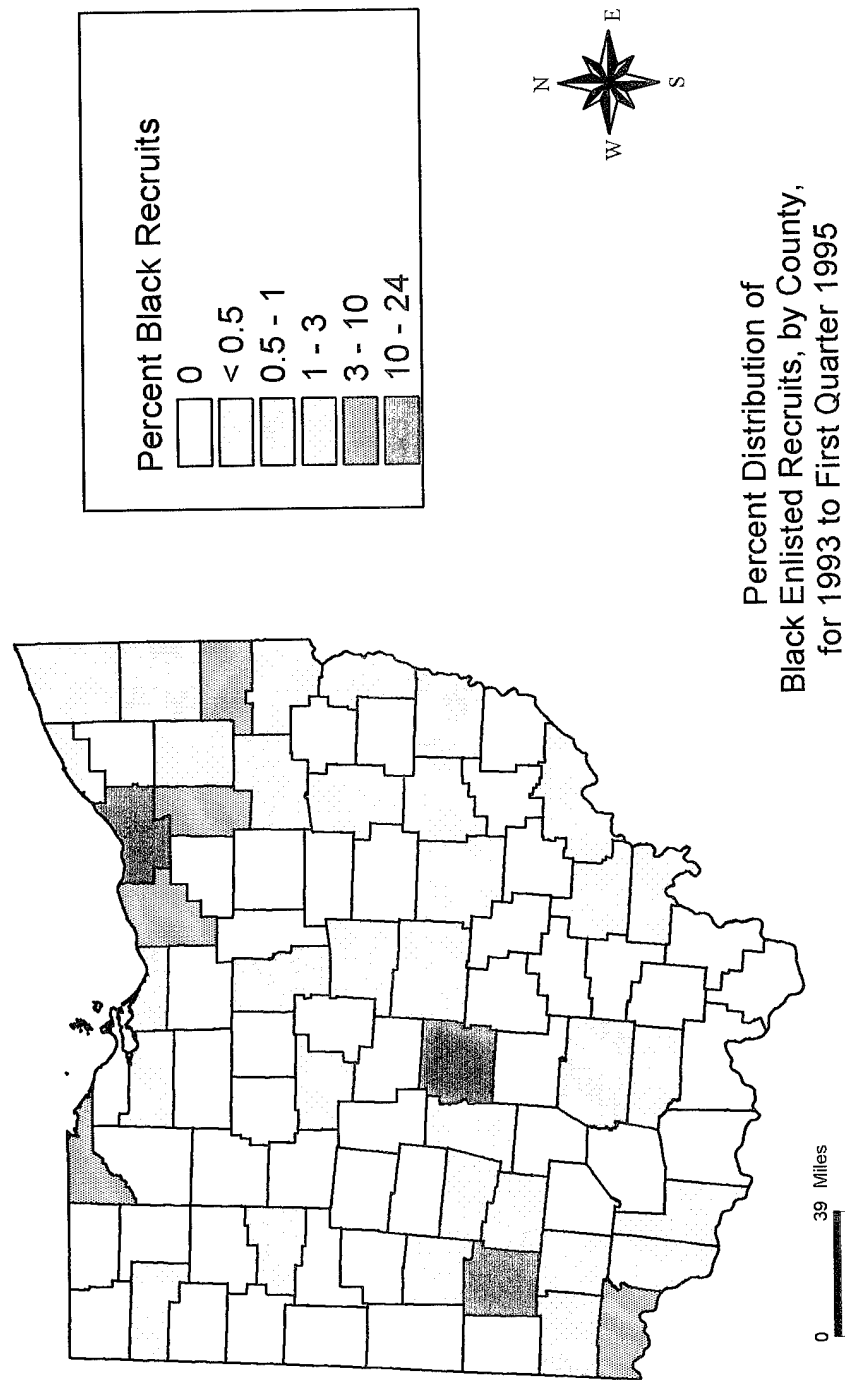 Percent Black Recruits
0
< 0.5
0.5 - 1
1 - 3
3 - 10
10 - 24
N
E
S
W
Percent Distribution of
Black Enlisted Recruits, by County,
for 1993 to First Quarter 1995
0 39 Miles